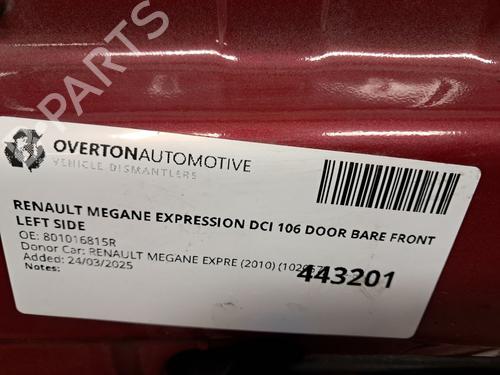 B-PARTS
OVERTONAUTOMOTIVE
VEHICLE DISMANTLERS
RENAULT MEGANE EXPRESSION DCI 106 DOOR BARE FRONT
LEFT SIDE
OE: 801016815R
Donor Car: RENAULT MEGANE EXPRE (2010)
Added: 24/03/2025
443201
Notes: